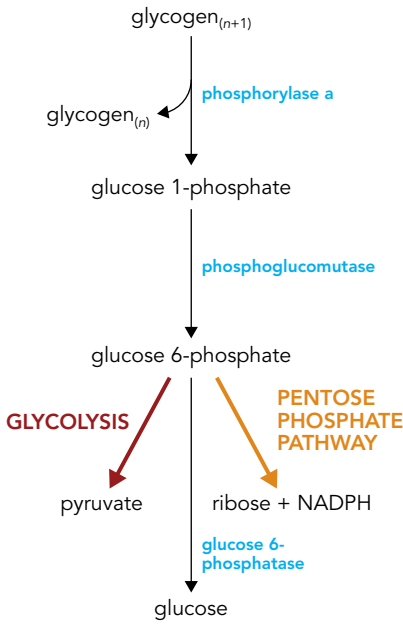 glycogen(n+1)
phosphorylase a
glycogen(n)
glucose 1-phosphate
phosphoglucomutase
glucose 6-phosphate
GLYCOLYSIS
PENTOSE
PHOSPHATE
PATHWAY
pyruvate
ribose + NADPH
glucose 6-
phosphatase
glucose